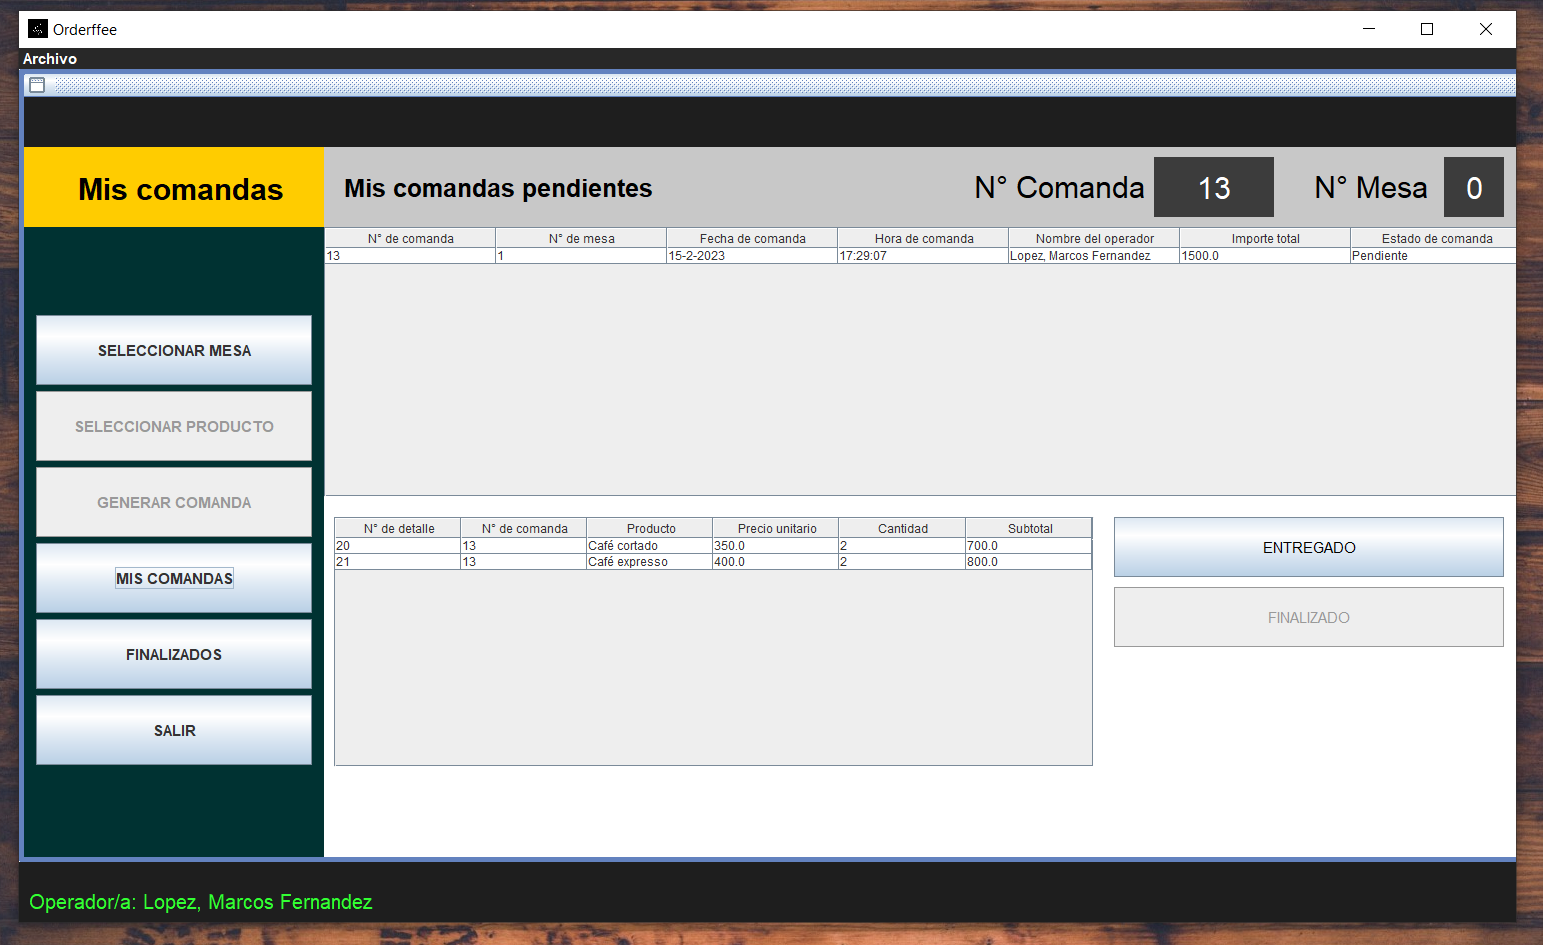 Orderffee
Archivo
Mis comandas
Mis comandas pendientes
N° Comanda 13 N° Mesa 0
N° de comanda N° de mesa Fecha de comanda Hora de comanda Nombre del operador Importe total Estado de comanda
13 1 15-2-2023 17:29:07 Lopez, Marcos Fernandez 1500.0 Pendiente
SELECCIONAR MESA
SELECCIONAR PRODUCTO
GENERAR COMANDA
MIS COMANDAS
FINALIZADOS
SALIR
N° de detalle N° de comanda Producto Precio unitario Cantidad Subtotal
20 13 Café cortado 350.0 2 700.0
21 13 Café expresso 400.0 2 800.0
ENTREGADO
FINALIZADO
Operador/a: Lopez, Marcos Fernandez